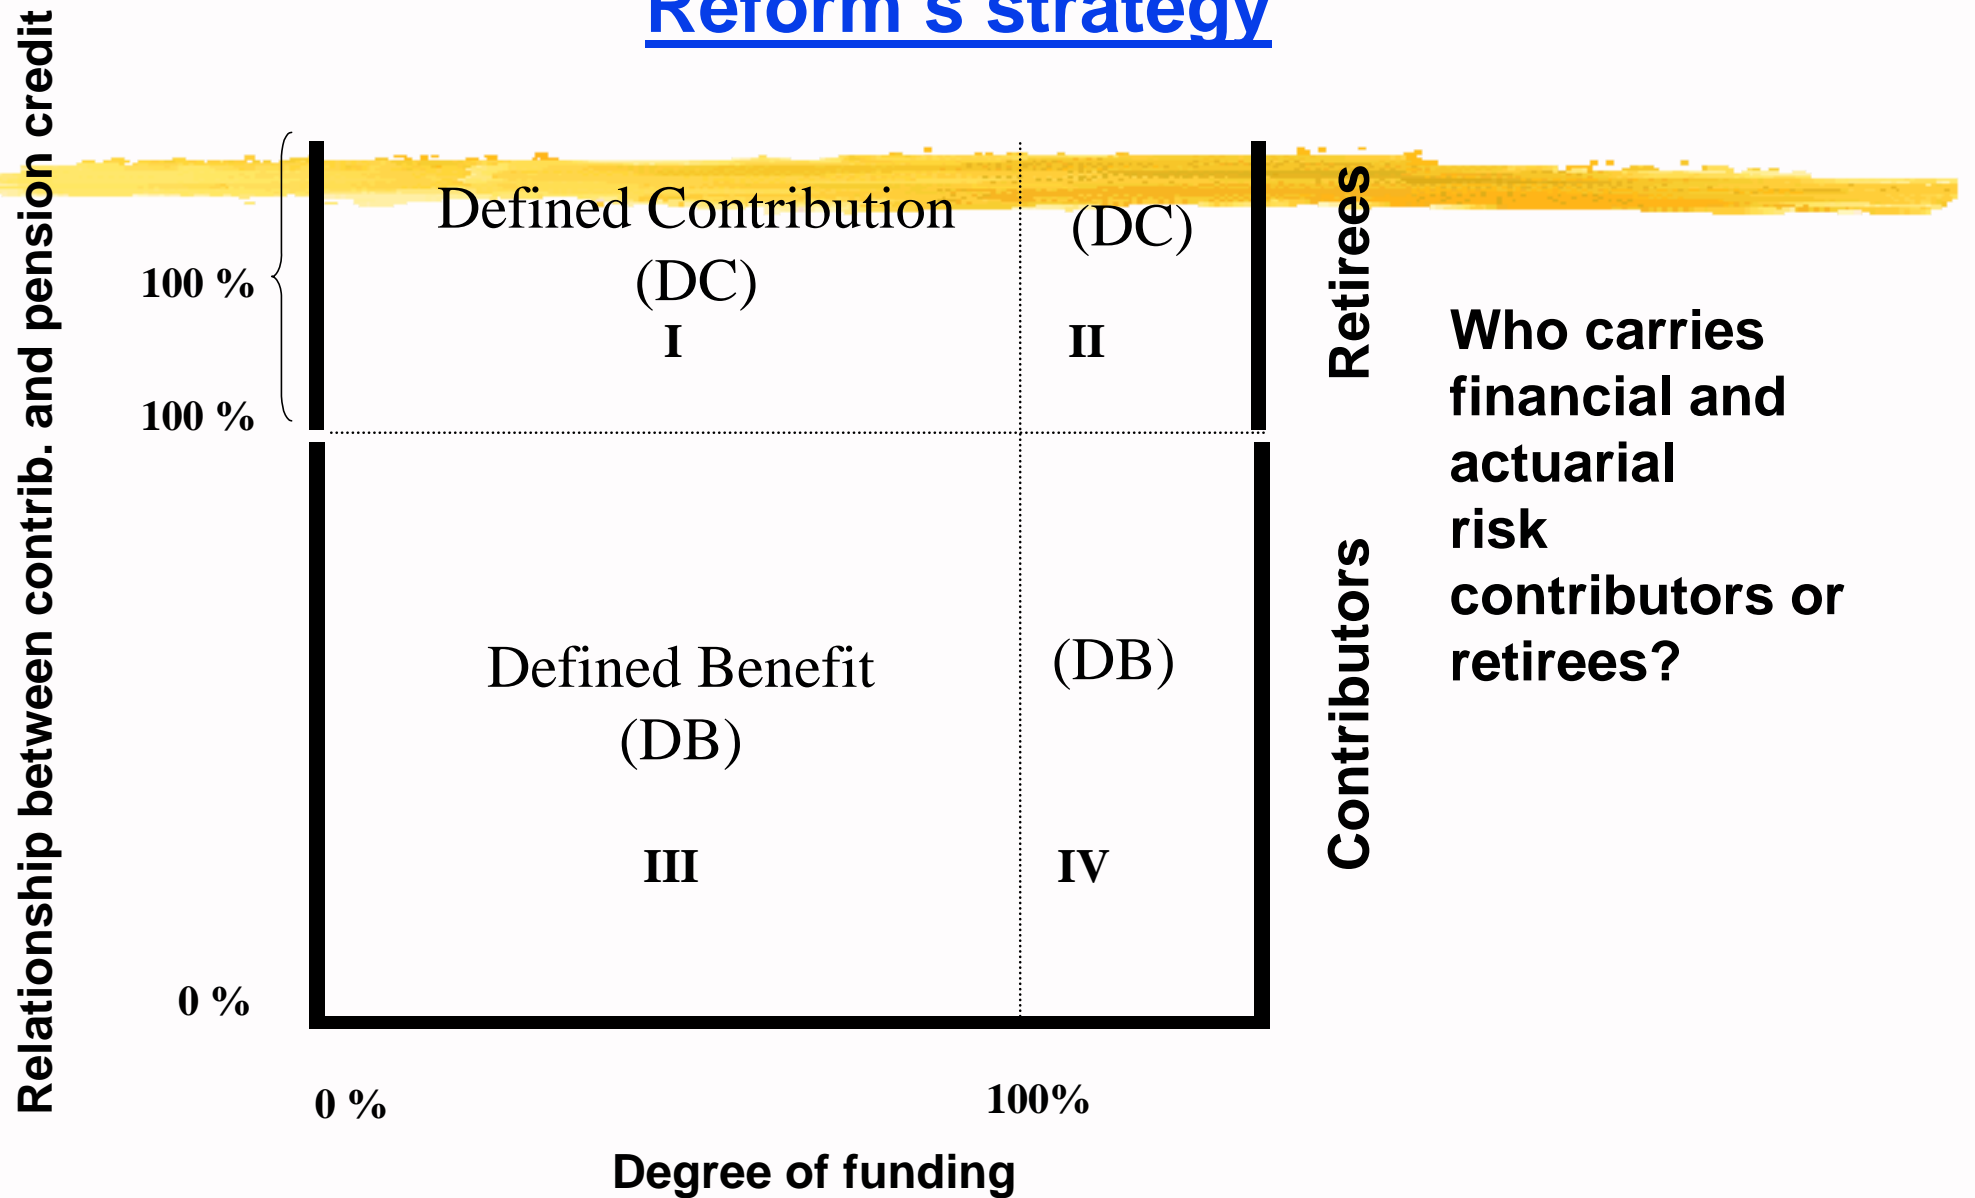 Reform's strategy
Relationship between contrib. and pension credit
100 %
100 %
0 %
Defined Contribution
(DC)
I
(DC)
II
Defined Benefit
(DB)
III
(DB)
IV
Retirees
Contributors
Who carries
financial and
actuarial
risk
contributors or
retirees?
0 %
100%
Degree of funding